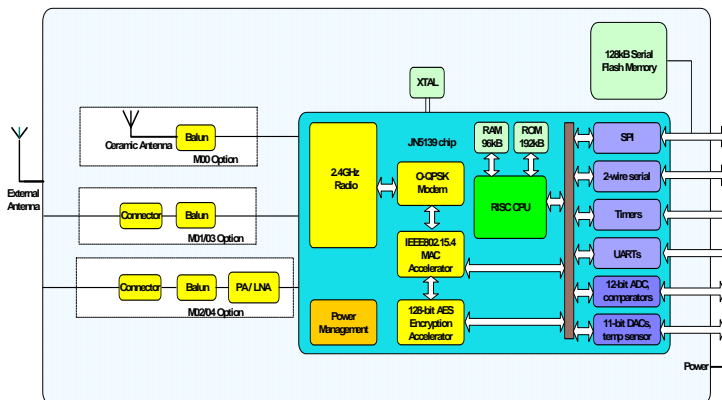 128kB Serial
Flash Memory
XTAL
Ceramic Antenna
Balun
M00 Option
External
Antenna
Connector
Balun
M01/03 Option
Connector
Balun
PA / LNA
M02/04 Option
JN5139 chip
2.4GHz
Radio
Power
Management
O-QPSK
Modem
IEEE802.15.4
MAC
Accelerator
128-bit AES
Encryption
Accelerator
RAM
96kB
ROM
192kB
RISC CPU
SPI
2-wire serial
Timers
UARTs
12-bit ADC,
comparators
11-bit DACs,
temp sensor
Power